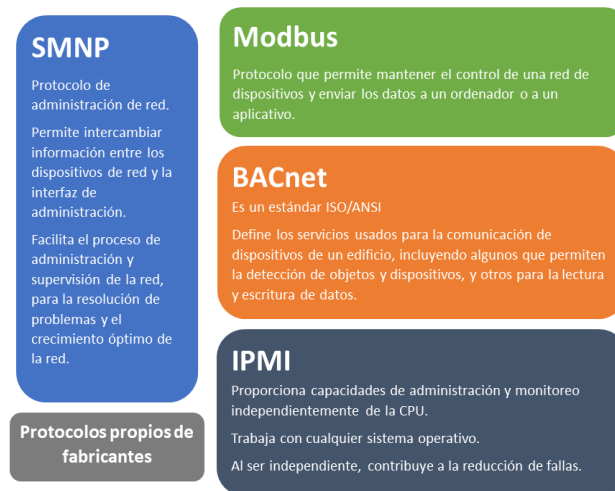 SMNP
Protocolo de
administración de red.
Permite intercambiar
información entre los
dispositivos de red y la
interfaz de
administración.
Facilita el proceso de
administración y
supervisión de la red,
para la resolución de
problemas y el
crecimiento óptimo de
la red.
Protocolos propios de
fabricantes
Modbus
Protocolo que permite mantener el control de una red de
dispositivos y enviar los datos a un ordenador o a un
aplicativo.
BACnet
Es un estándar ISO/ANSI
Define los servicios usados para la comunicación de
dispositivos de un edificio, incluyendo algunos que permiten
la detección de objetos y dispositivos, y otros para la lectura
y escritura de datos.
IPMI
Proporciona capacidades de administración y monitoreo
independientemente de la CPU.
Trabaja con cualquier sistema operativo.
Al ser independiente, contribuye a la reducción de fallas.